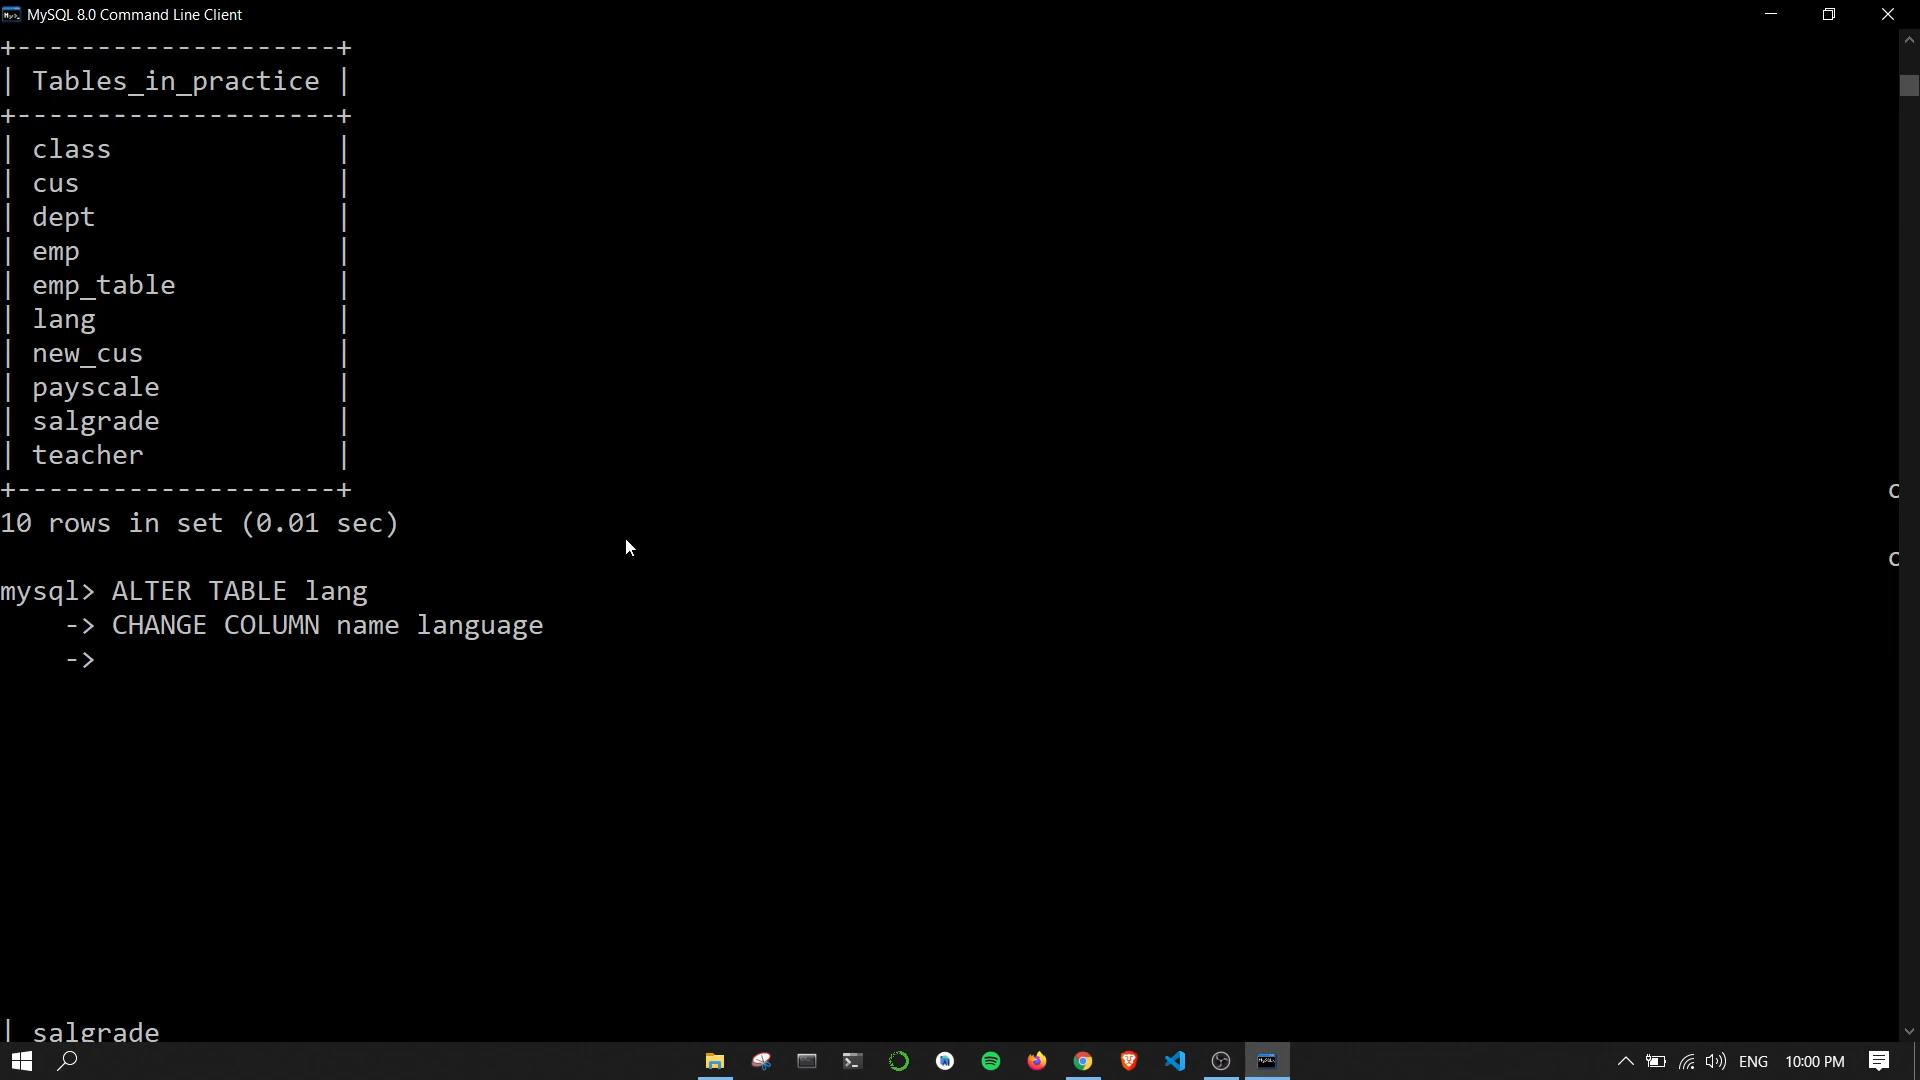 MySQL 8.0 Command Line Client
+--------------------+
| Tables_in_practice |
+--------------------+
| class              |
| cus                |
| dept               |
| emp                |
| emp_table          |
| lang               |
| new_cus            |
| payscale           |
| salgrade           |
| teacher            |
+--------------------+
10 rows in set (0.01 sec)
mysql> ALTER TABLE lang
    -> CHANGE COLUMN name language
    ->
| salgrade
ENG 10:00 PM